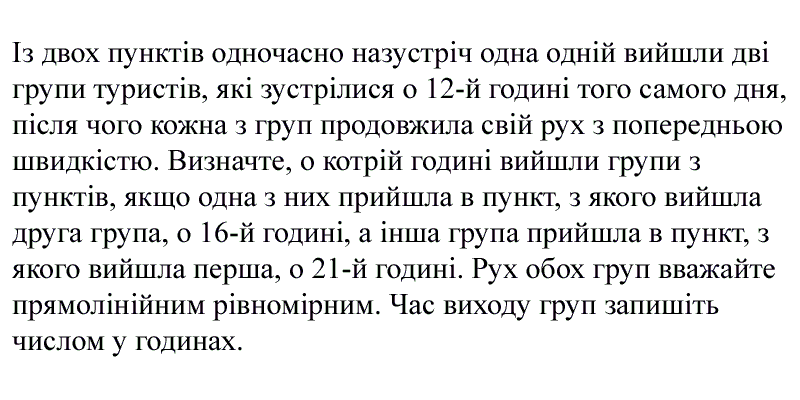 Із двох пунктів одночасно назустріч одна одній вийшли дві
групи туристів, які зустрілися о 12-й годині того самого дня,
після чого кожна з груп продовжила свій рух з попередньою
швидкістю. Визначте, о котрій годині вийшли групи з
пунктів, якщо одна з них прийшла в пункт, з якого вийшла
друга група, о 16-й годині, а інша група прийшла в пункт, з
якого вийшла перша, о 21-й годині. Рух обох груп вважайте
прямолінійним рівномірним. Час виходу груп запишіть
числом у годинах.